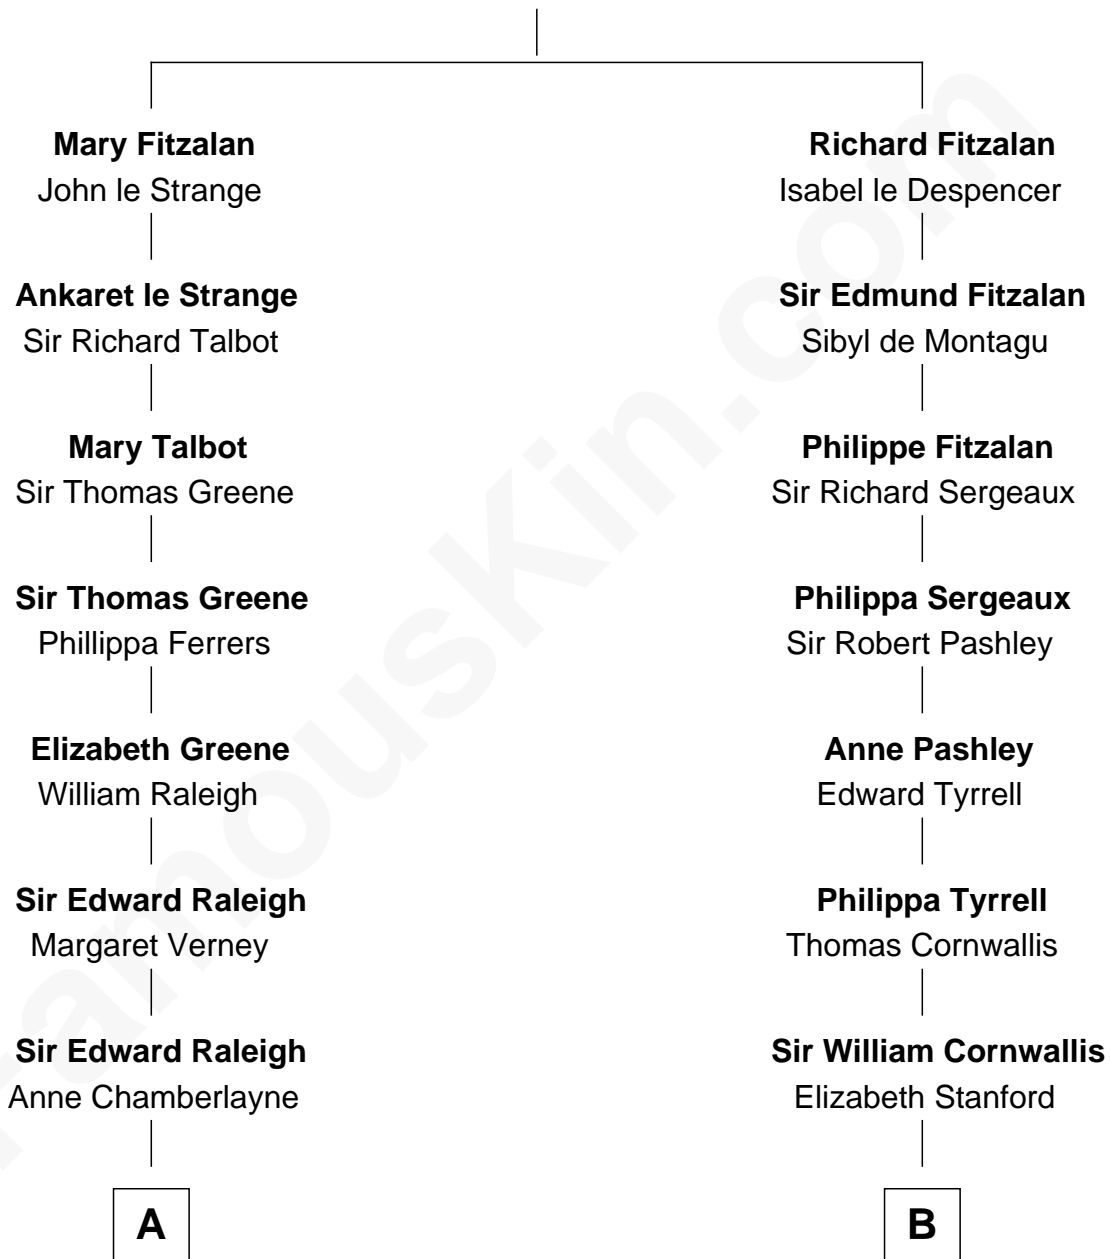 Mary Fitzalan
John le Strange
Ankaret le Strange
Sir Richard Talbot
Mary Talbot
Sir Thomas Greene
Sir Thomas Greene
Phillippa Ferrers
Elizabeth Greene
William Raleigh
Sir Edward Raleigh
Margaret Verney
Sir Edward Raleigh
Anne Chamberlayne
A
Richard Fitzalan
Isabel le Despencer
Sir Edmund Fitzalan
Sibyl de Montagu
Philippe Fitzalan
Sir Richard Sergeaux
Philippa Sergeaux
Sir Robert Pashley
Anne Pashley
Edward Tyrrell
Philippa Tyrrell
Thomas Cornwallis
Sir William Cornwallis
Elizabeth Stanford
B
FamousKin.com